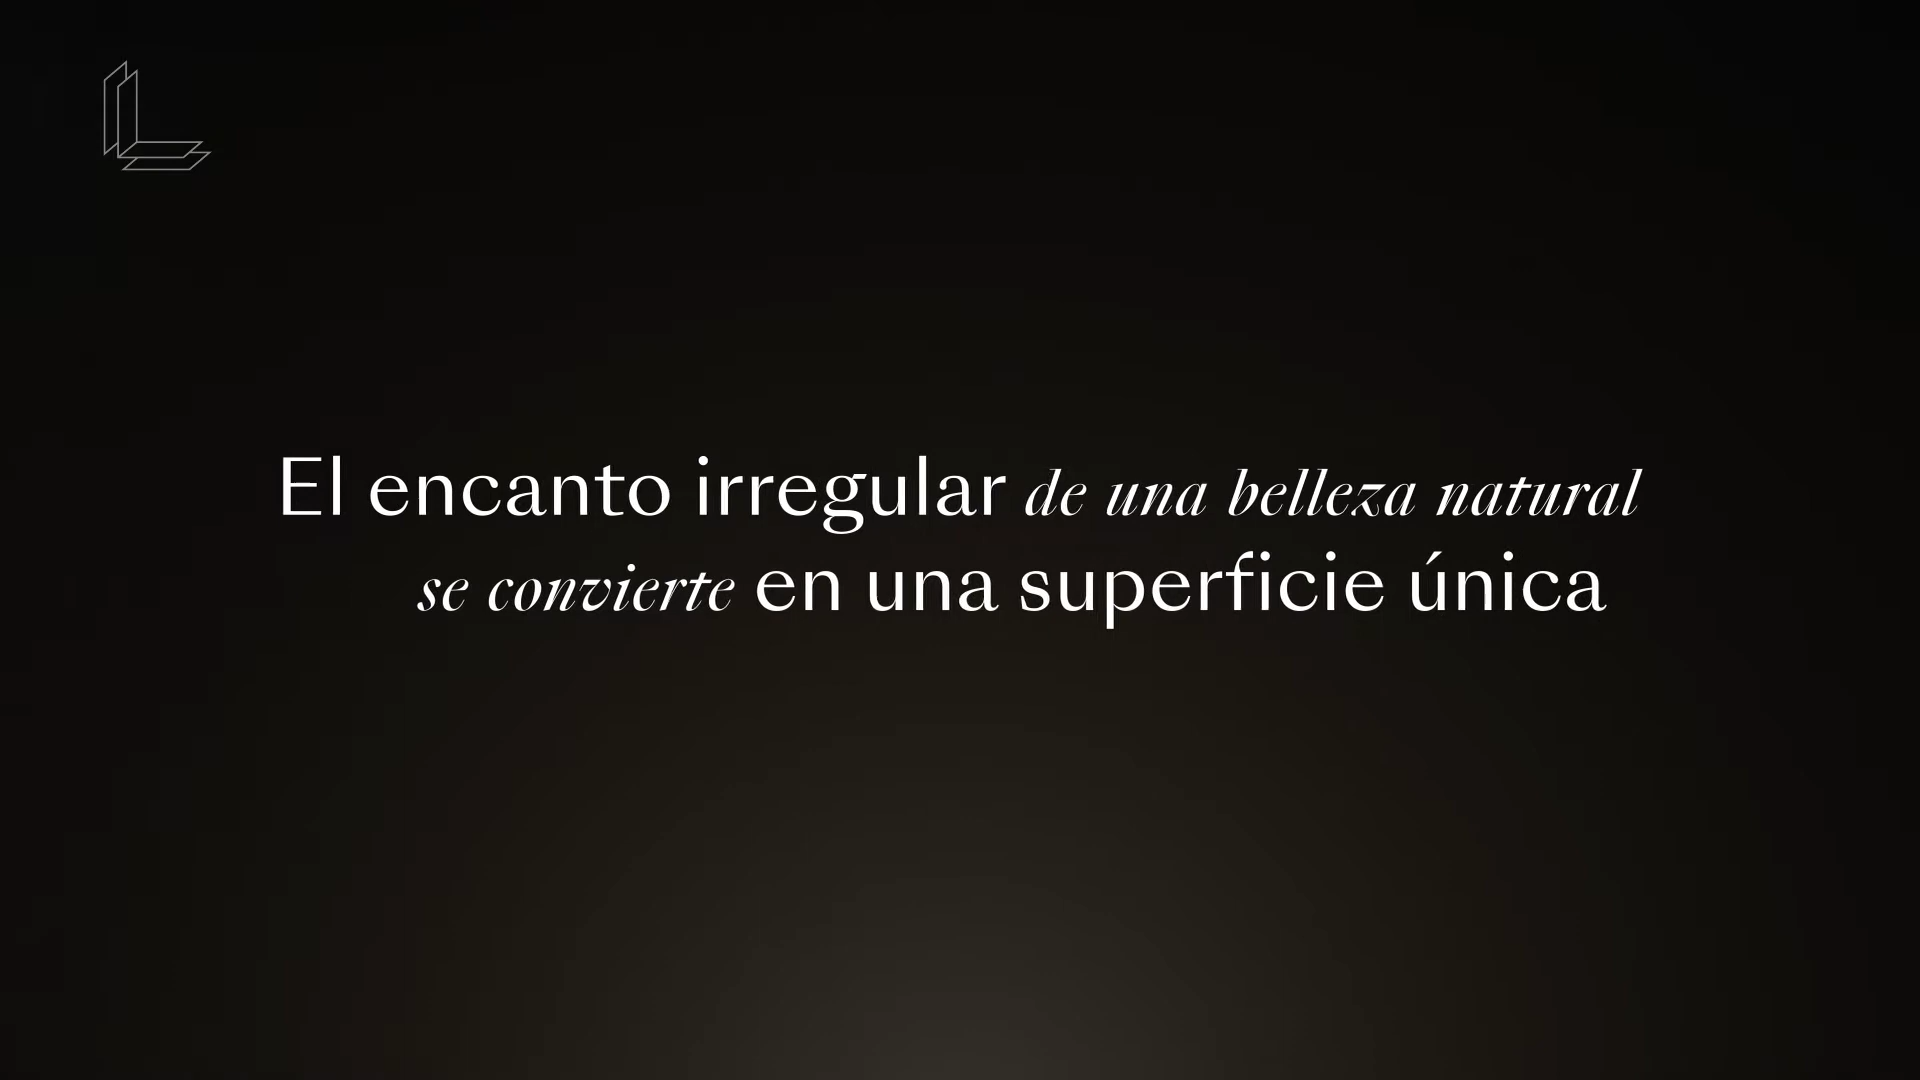 El encanto irregular de una belleza natural
se convierte en una superficie única